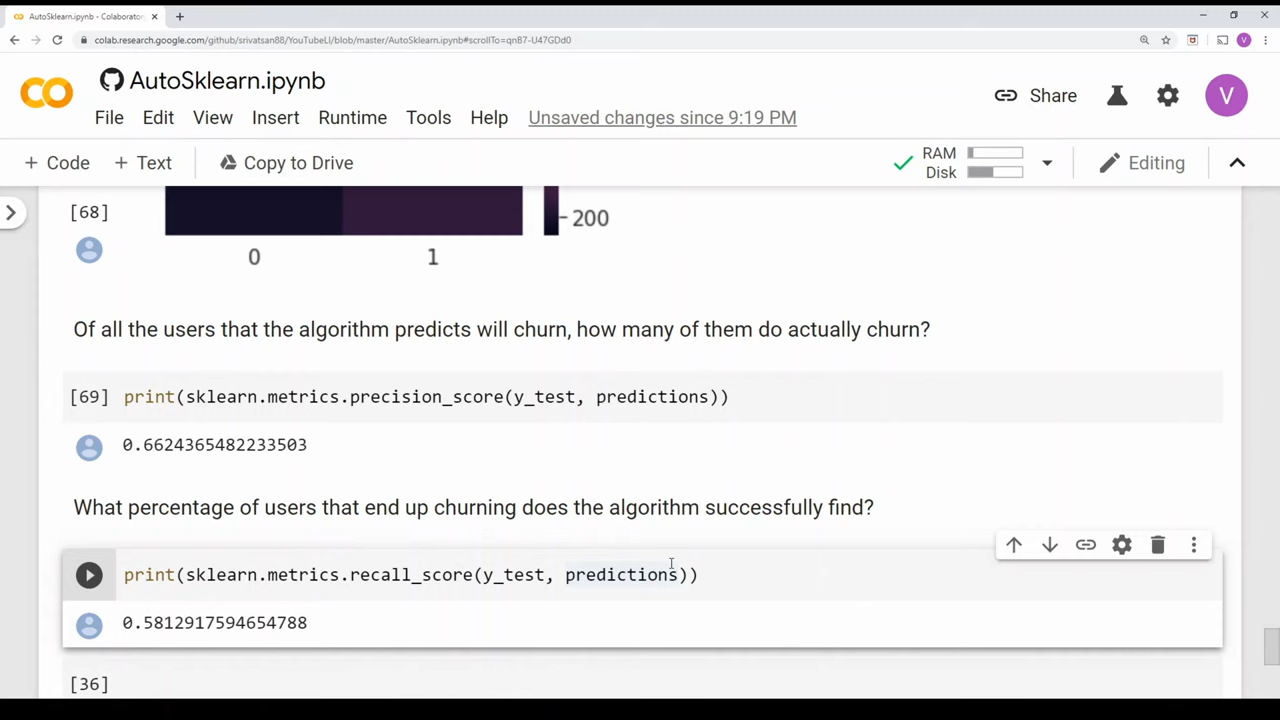 AutoSklearn.ipynb - Colaborator
colab.research.google.com/github/srivatsan88/YouTubeLI/blob/master/AutoSklearn.ipynb#scrollTo=qnB7-U47GDd0
V
AutoSklearn.ipynb
Share
V
File Edit View Insert Runtime Tools Help Unsaved changes since 9:19 PM
+ Code + Text Copy to Drive
RAM
Disk
Editing
[68]
200
0 1
Of all the users that the algorithm predicts will churn, how many of them do actually churn?
[69] print(sklearn.metrics.precision_score(y_test, predictions))
0.6624365482233503
What percentage of users that end up churning does the algorithm successfully find?
print(sklearn.metrics.recall_score(y_test, predictions))
0.5812917594654788
[36]